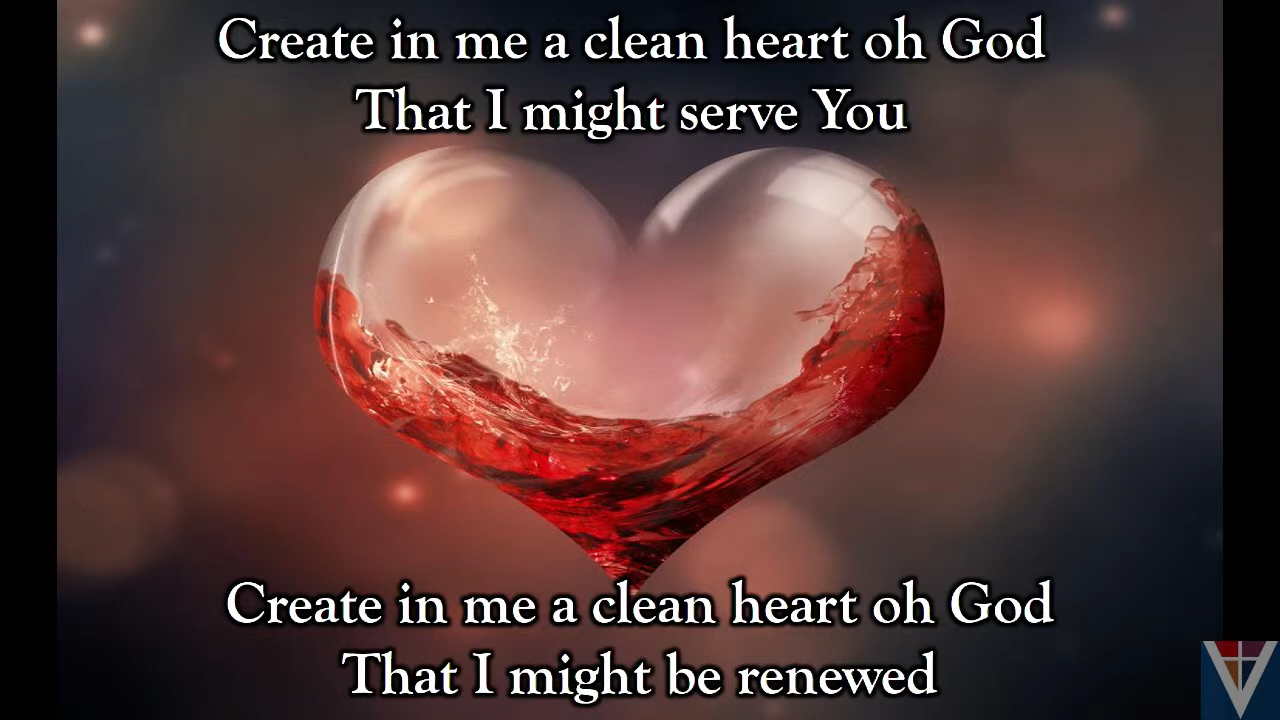 Create in me a clean heart oh God
That I might serve You
Create in me a clean heart oh God
That I might be renewed